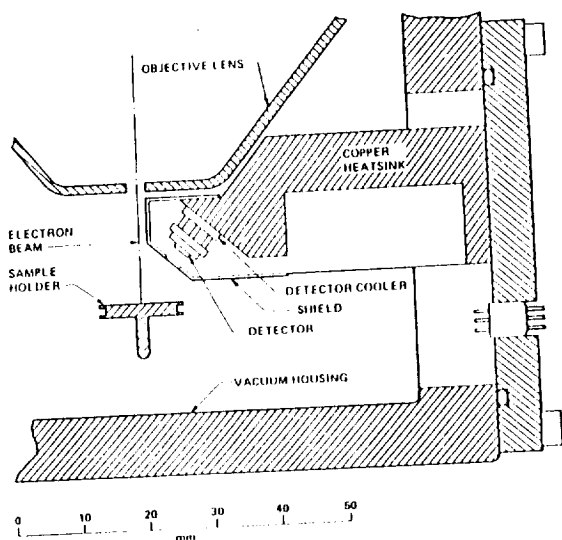 OBJECTIVE LENS
COPPER
HEATSINK
ELECTRON
BEAM
SAMPLE
HOLDER
DETECTOR COOLER
SHIELD
DETECTOR
VACUUM HOUSING
0 10 20 30 40 50
mm